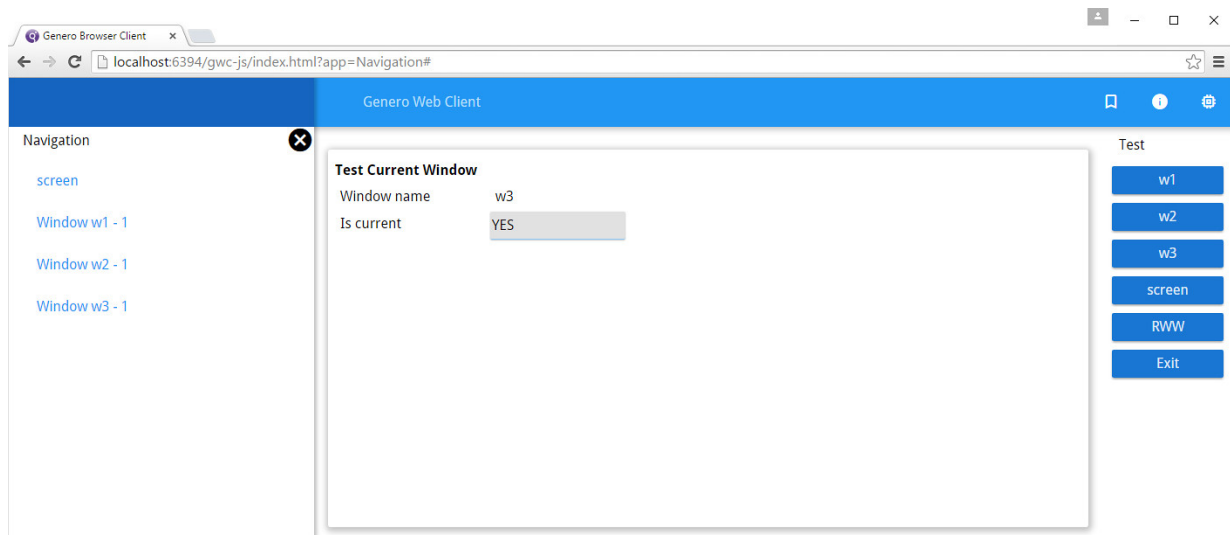 Genero Browser Client
localhost:6394/gwc-js/index.html?app=Navigation#
Genero Web Client
Navigation
screen
Window w1 - 1
Window w2 - 1
Window w3 - 1
Test Current Window
Window name w3
Is current YES
Test
w1
w2
w3
screen
RWW
Exit